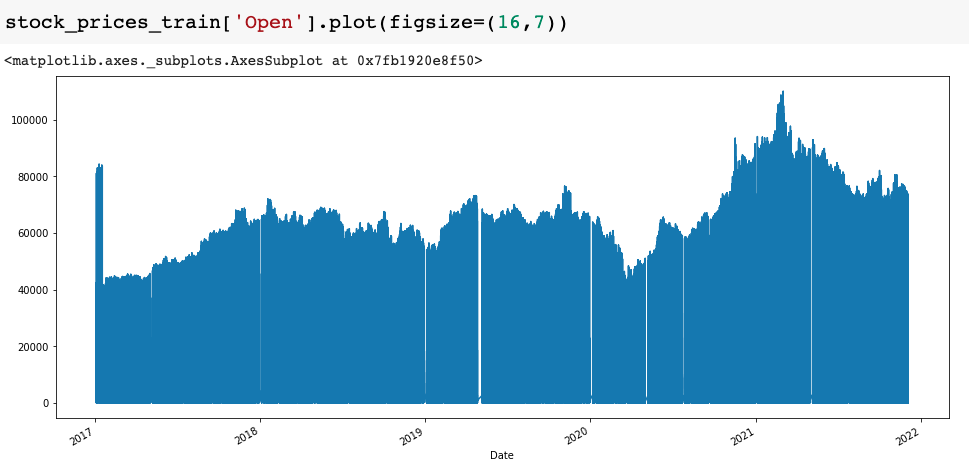 stock_prices_train['Open'].plot(figsize=(16,7))
<matplotlib.axes._subplots.AxesSubplot at 0x7fb1920e8f50>
100000
80000
60000
40000
20000
0
2017 2018 2019 2020 2021 2022
Date